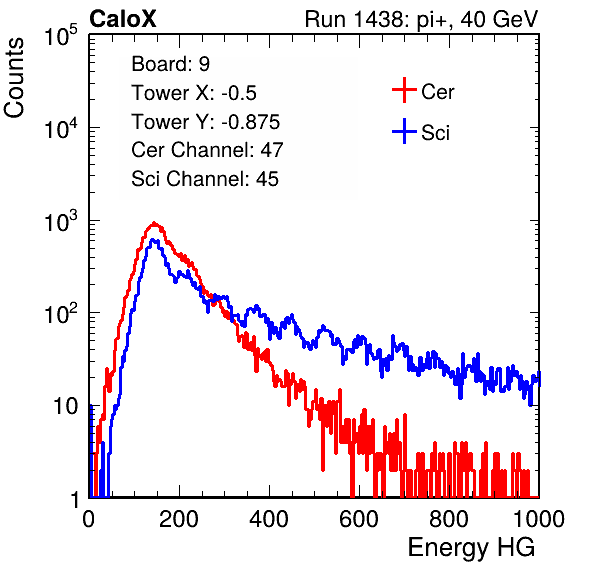 CaloX Run 1438: pi+, 40 GeV
Counts
10^5
10^4
10^3
10^2
10
1
Board: 9
Tower X: -0.5
Tower Y: -0.875
Cer Channel: 47
Sci Channel: 45
Cer
Sci
0 200 400 600 800 1000
Energy HG